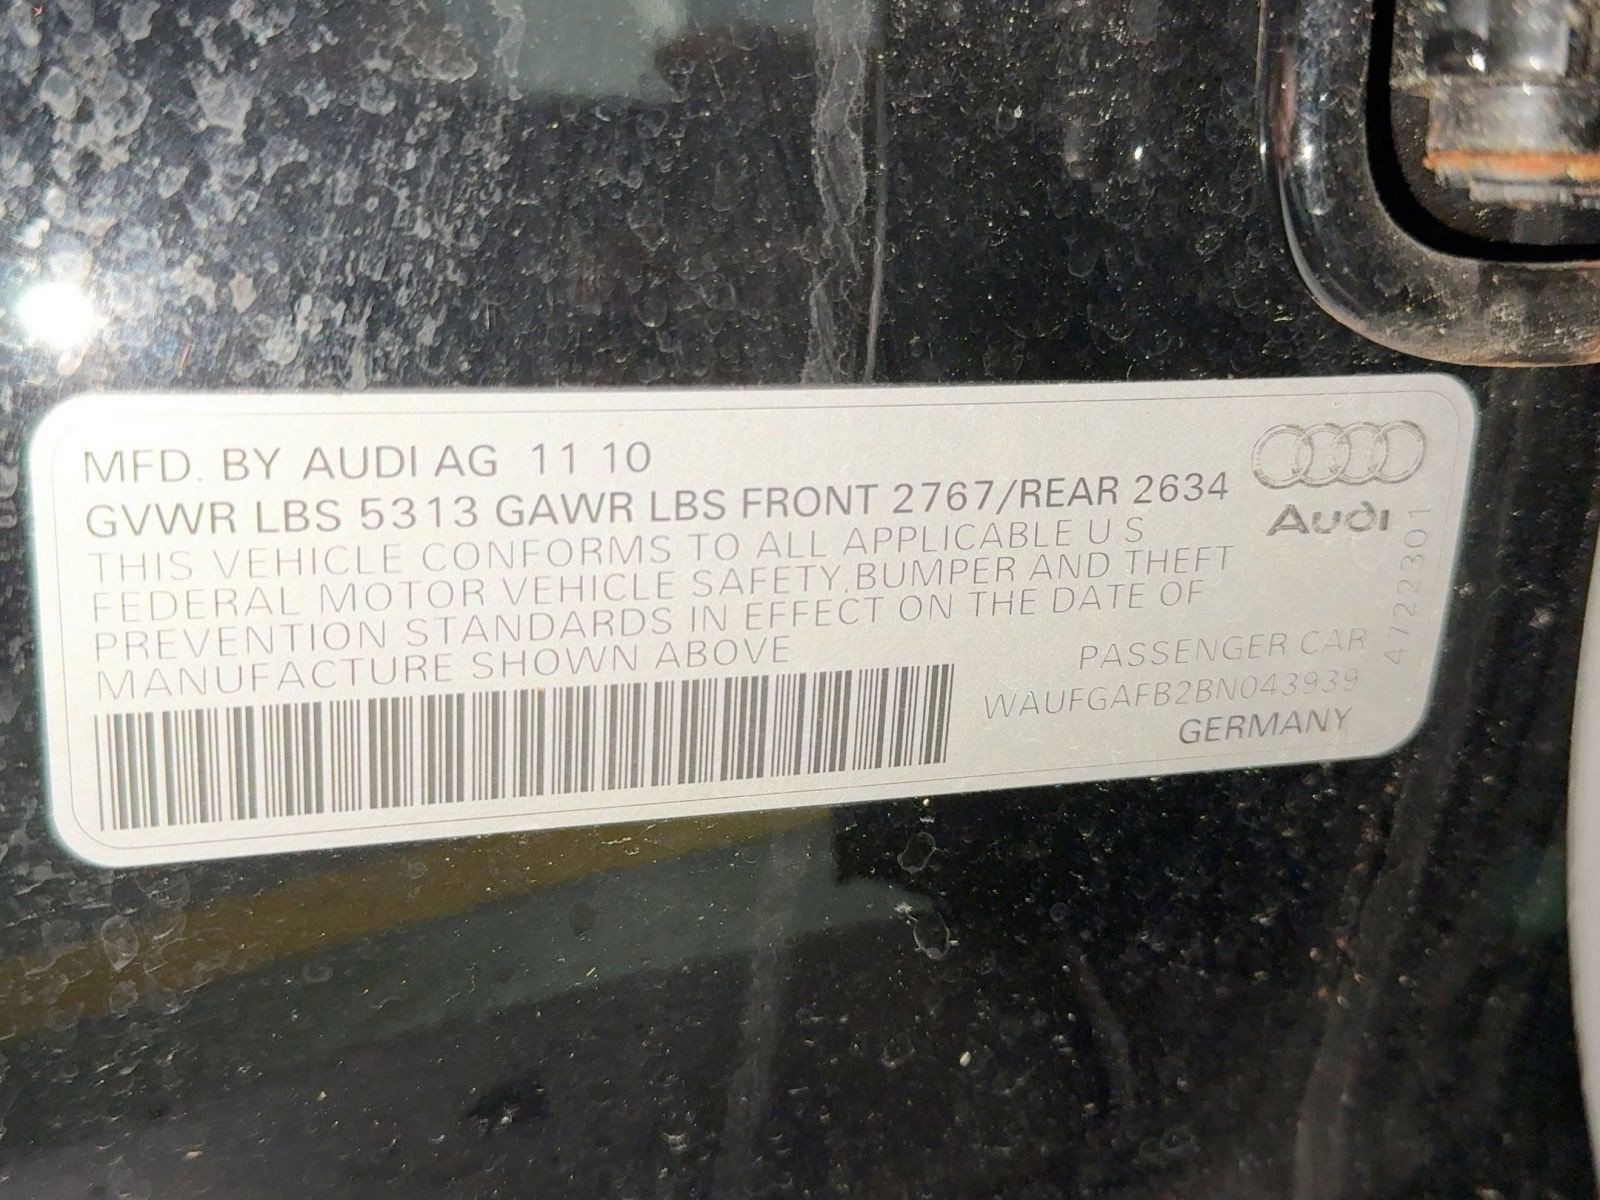 MFD. BY AUDI AG 11 10
GVWR LBS 5313 GAWR LBS FRONT 2767/REAR 2634
THIS VEHICLE CONFORMS TO ALL APPLICABLE U S
FEDERAL MOTOR VEHICLE SAFETY, BUMPER AND THEFT
PREVENTION STANDARDS IN EFFECT ON THE DATE OF
MANUFACTURE SHOWN ABOVE
Audi
4722301
PASSENGER CAR
WAUFGAFB2BN043939
GERMANY